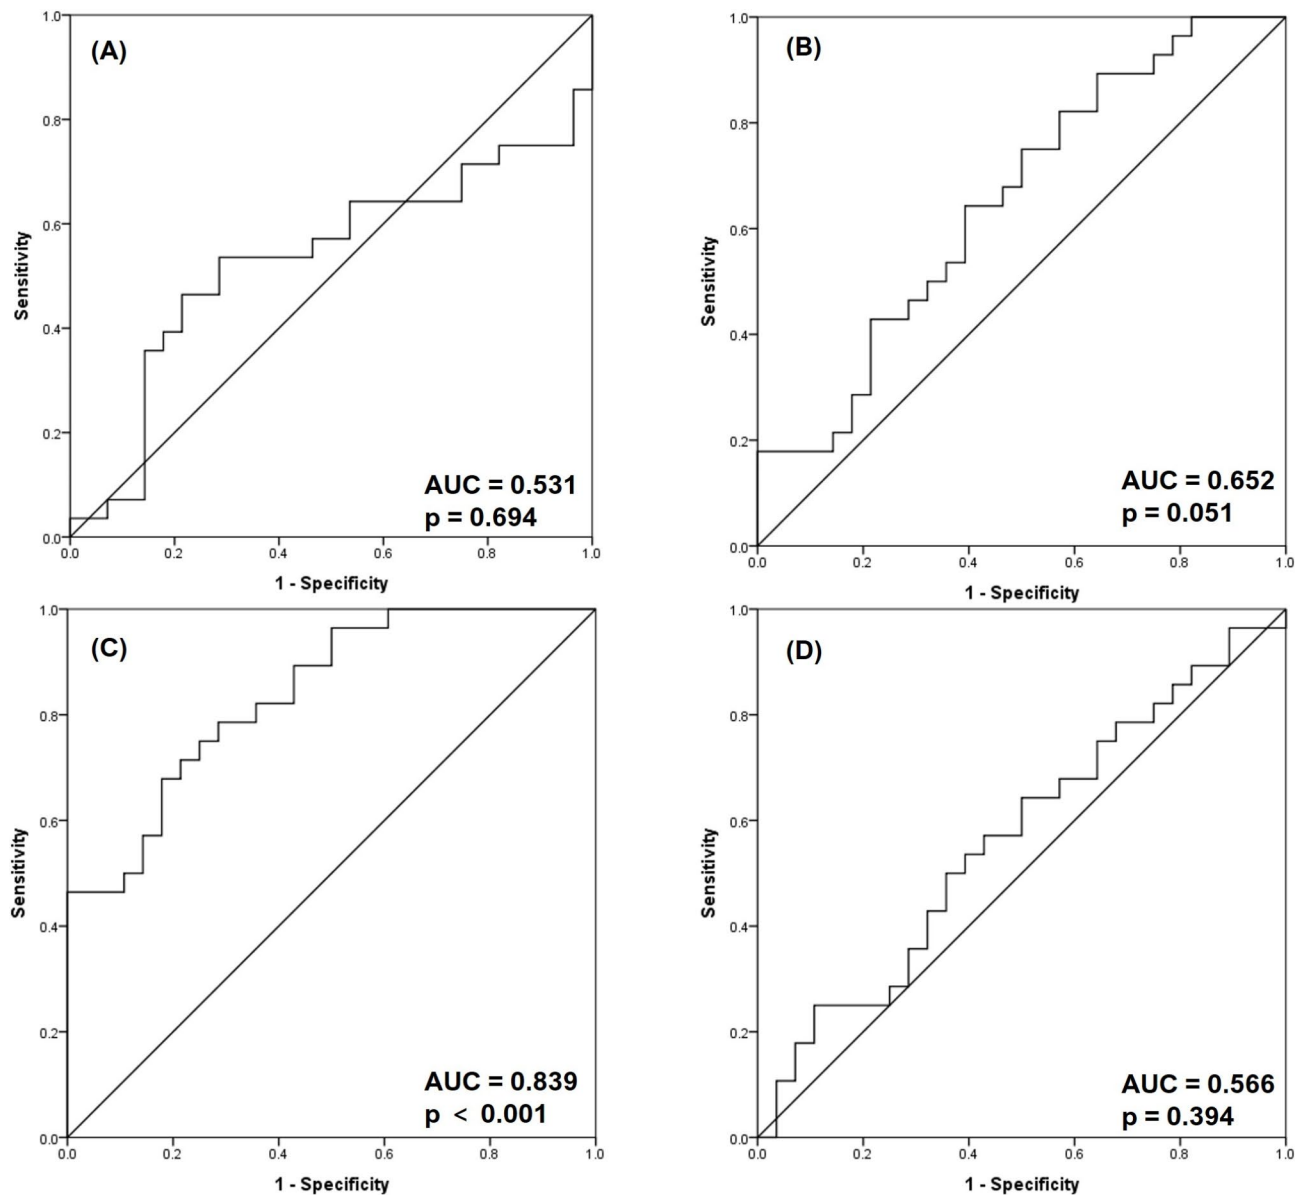 (A)
1.0
0.8
0.6
0.4
0.2
0.0
Sensitivity
0.0 0.2 0.4 0.6 0.8 1.0
1 - Specificity
AUC = 0.531
p = 0.694
(B)
1.0
0.8
0.6
0.4
0.2
0.0
Sensitivity
0.0 0.2 0.4 0.6 0.8 1.0
1 - Specificity
AUC = 0.652
p = 0.051
(C)
1.0
0.8
0.6
0.4
0.2
0.0
Sensitivity
0.0 0.2 0.4 0.6 0.8 1.0
1 - Specificity
AUC = 0.839
p < 0.001
(D)
1.0
0.8
0.6
0.4
0.2
0.0
Sensitivity
0.0 0.2 0.4 0.6 0.8 1.0
1 - Specificity
AUC = 0.566
p = 0.394